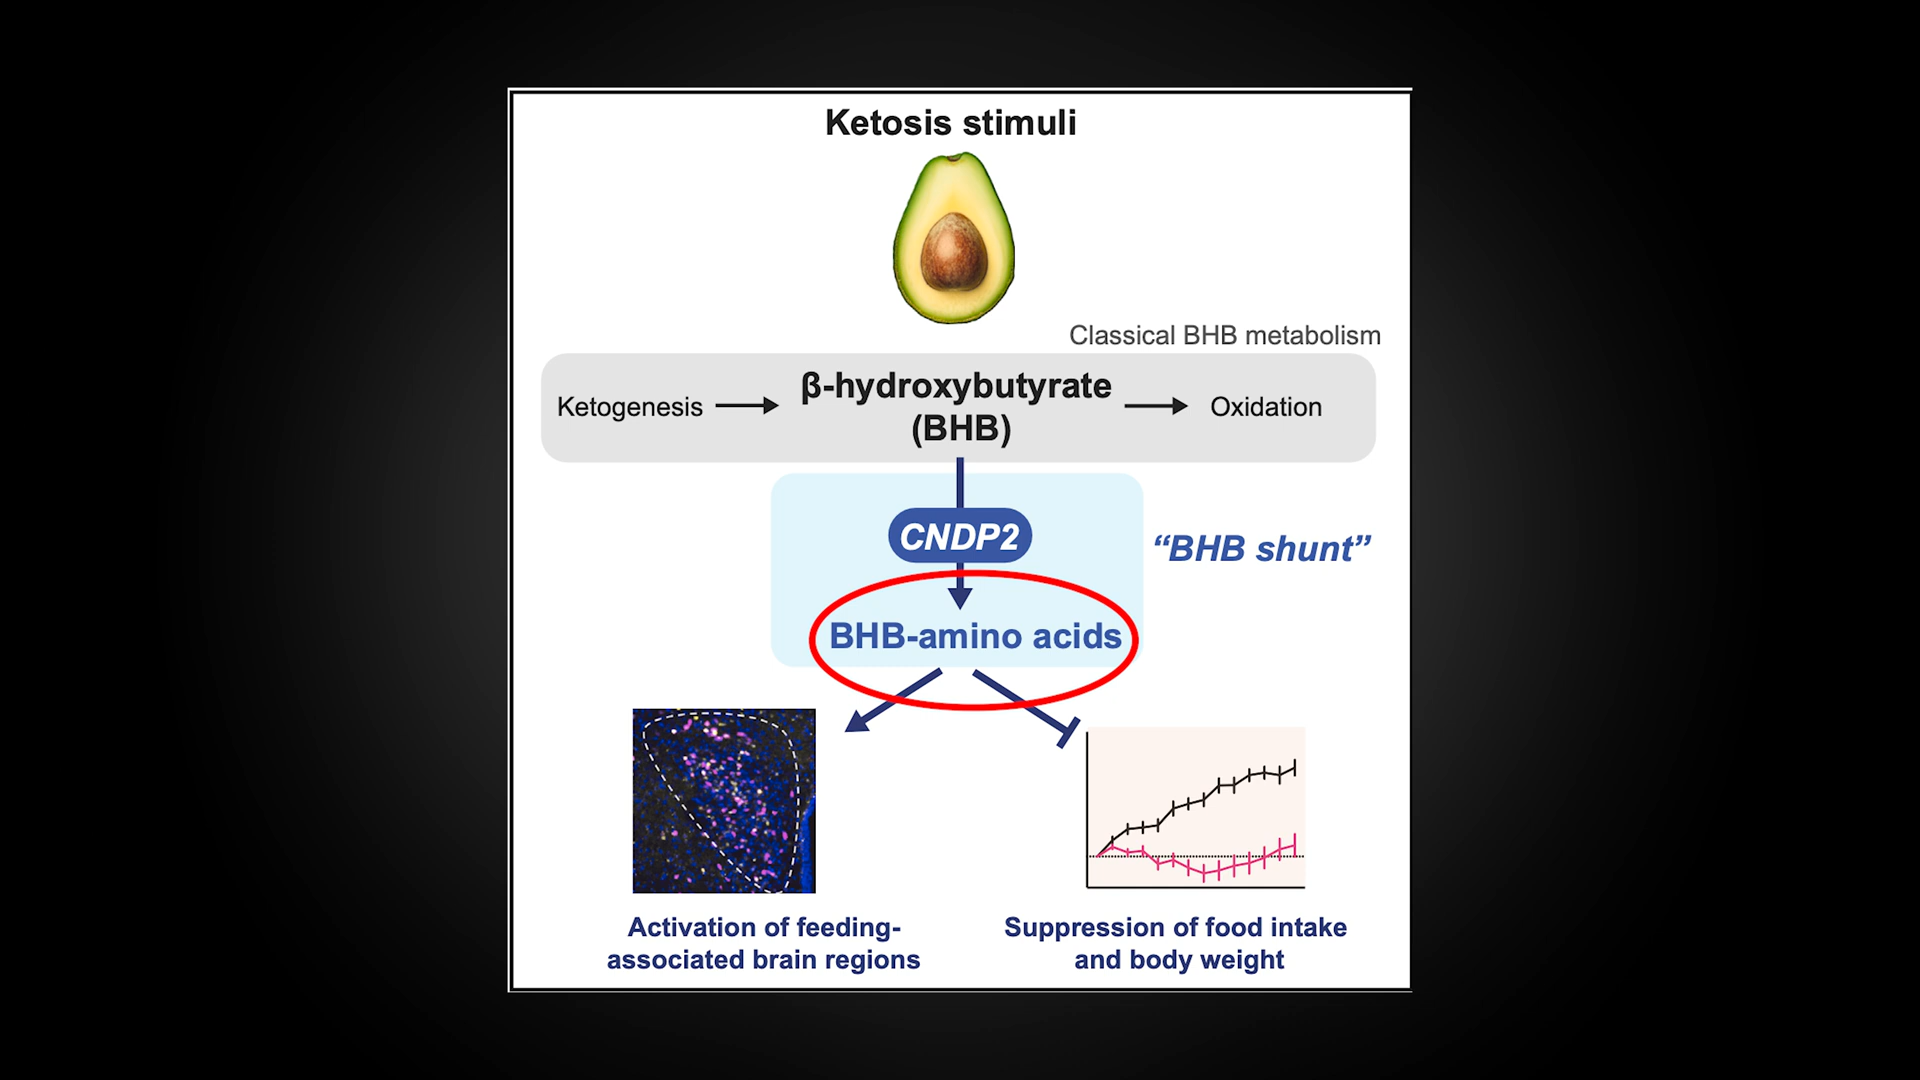 Ketosis stimuli
Classical BHB metabolism
Ketogenesis
β-hydroxybutyrate
(BHB)
Oxidation
CNDP2
“BHB shunt”
BHB-amino acids
Activation of feeding-
associated brain regions
Suppression of food intake
and body weight